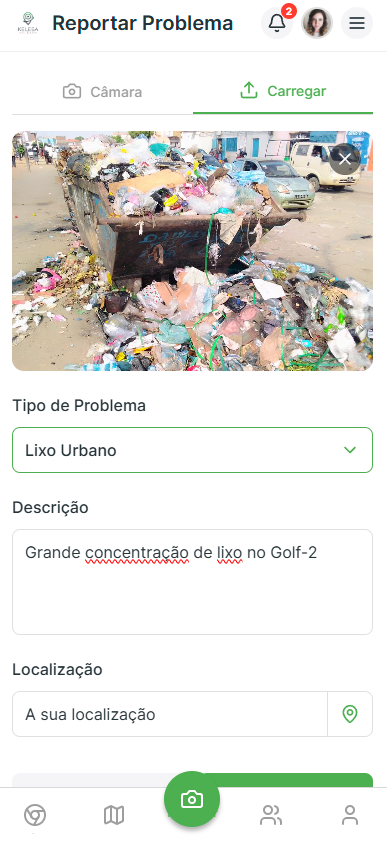 KELESA
Reportar Problema
2
Câmara
Carregar
Tipo de Problema
Lixo Urbano
Descrição
Grande concentração de lixo no Golf-2
Localização
A sua localização